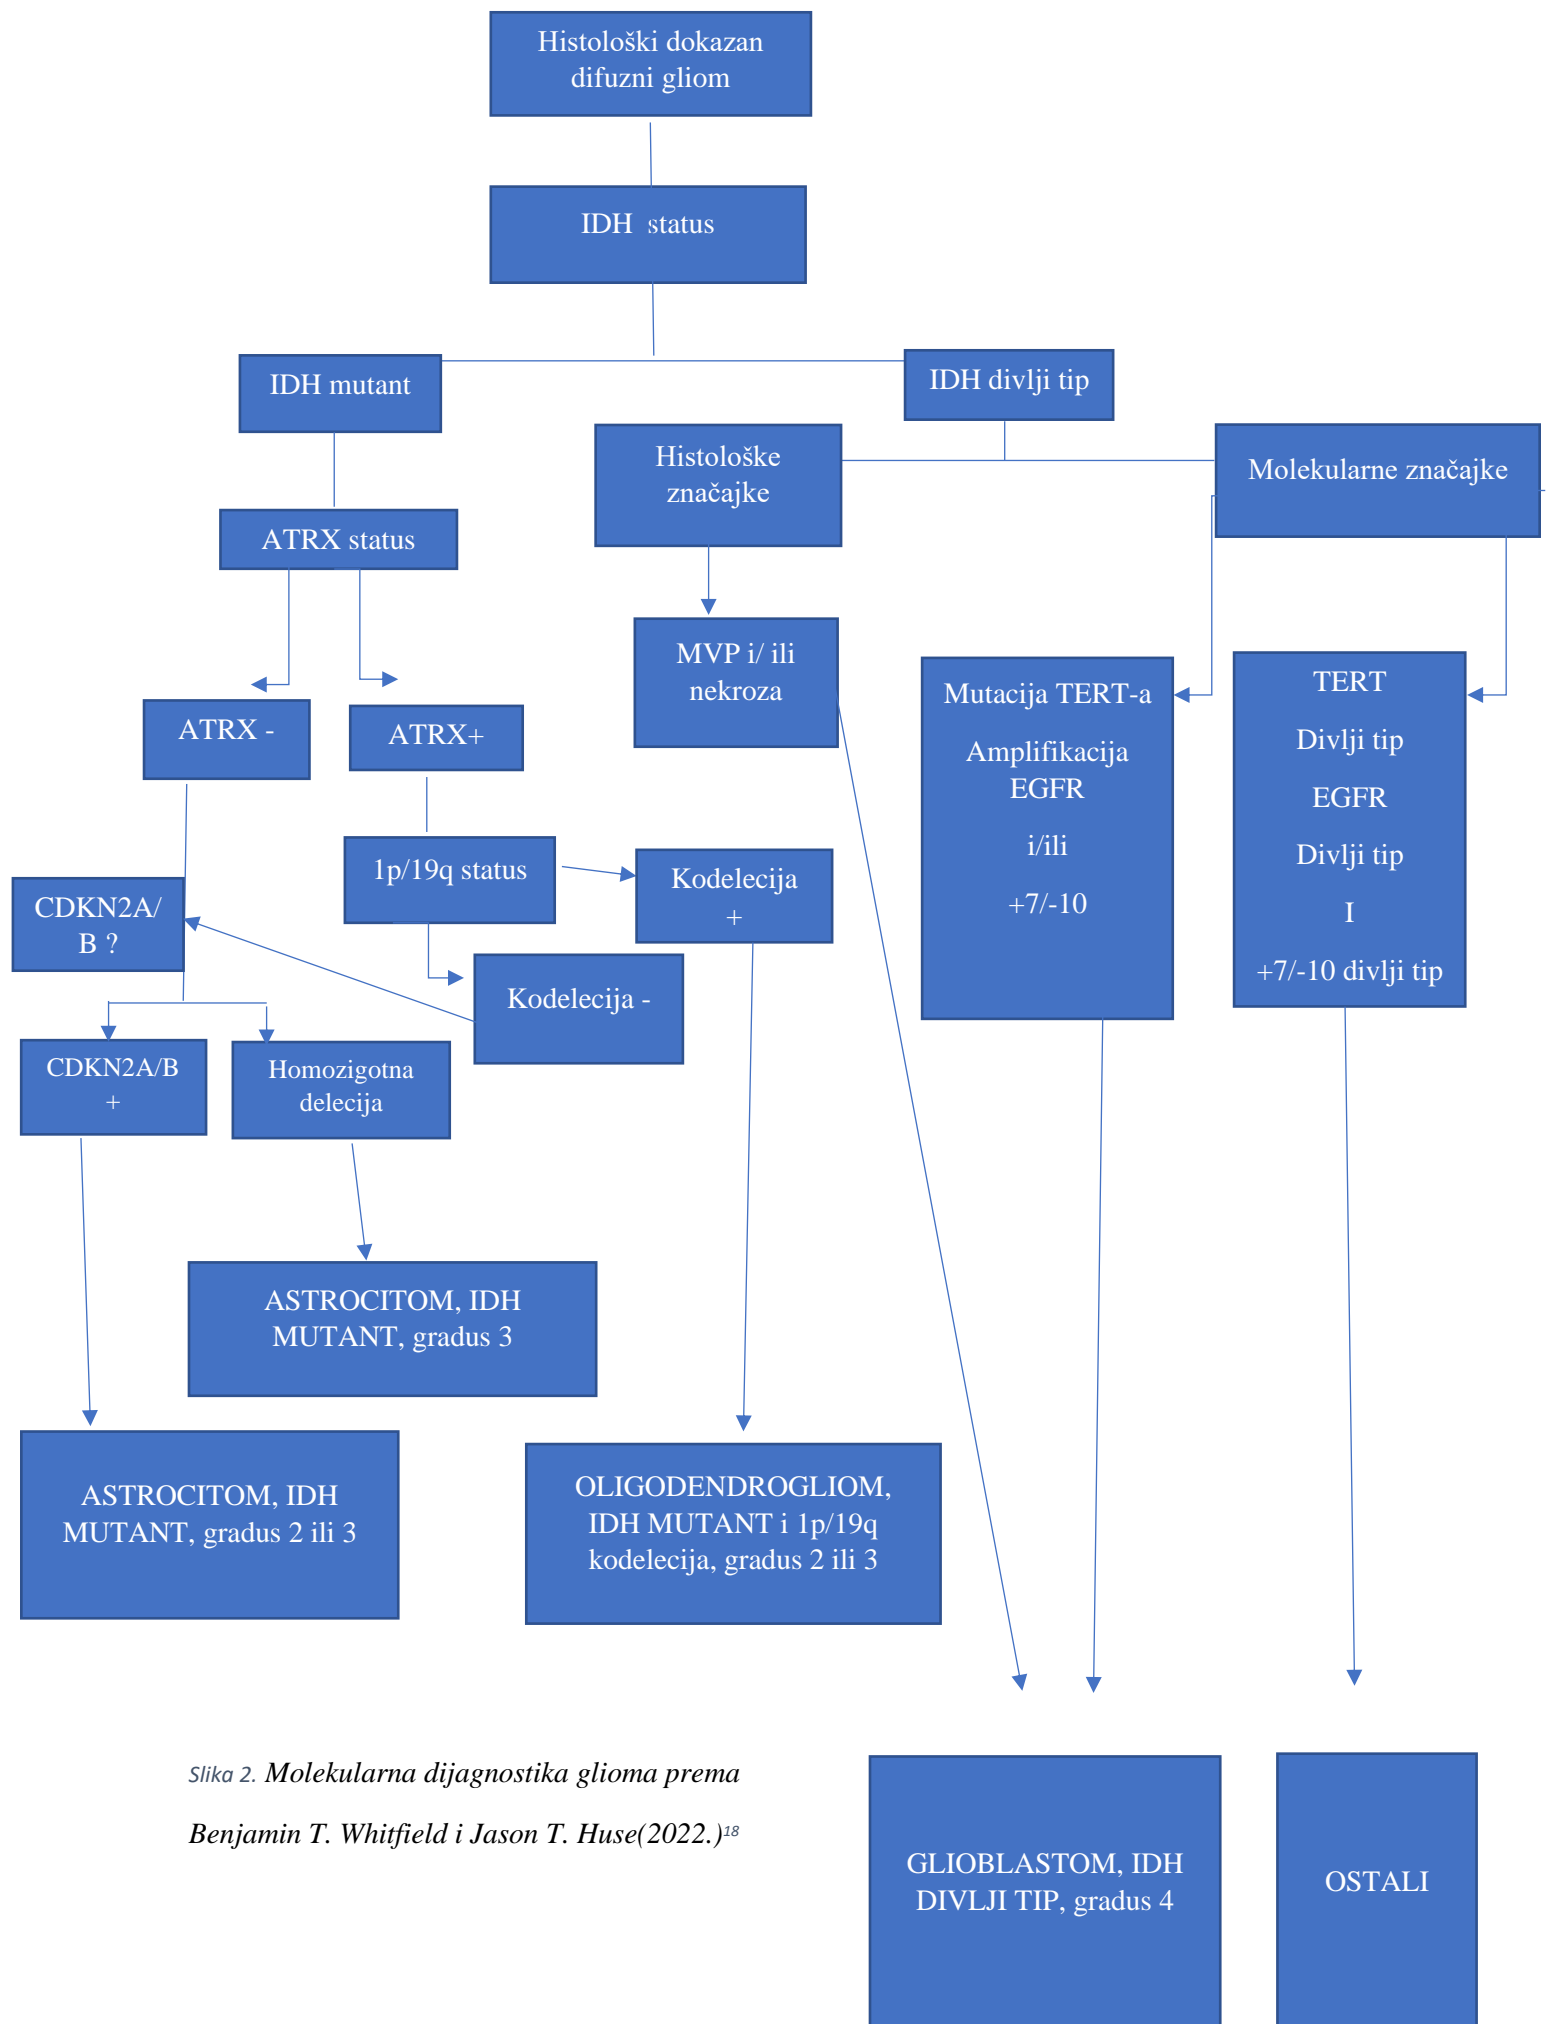 Histološki dokazan
difuzni gliom
IDH status
IDH mutant
IDH divlji tip
Histološke
značajke
Molekularne značajke
ATRX status
MVP i/ ili
nekroza
Mutacija TERT-a
Amplifikacija
EGFR
i/ili
+7/-10
TERT
Divlji tip
EGFR
Divlji tip
I
+7/-10 divlji tip
ATRX -
ATRX+
1p/19q status
Kodelecija
+
CDKN2A/
B ?
Kodelecija -
CDKN2A/B
+
Homozigotna
delecija
ASTROCITOM, IDH
MUTANT, gradus 3
ASTROCITOM, IDH
MUTANT, gradus 2 ili 3
OLIGODENDROGLIOM,
IDH MUTANT i 1p/19q
kodelecija, gradus 2 ili 3
Slika 2. Molekularna dijagnostika glioma prema
Benjamin T. Whitfield i Jason T. Huse(2022.)18
GLIOBLASTOM, IDH
DIVLJI TIP, gradus 4
OSTALI